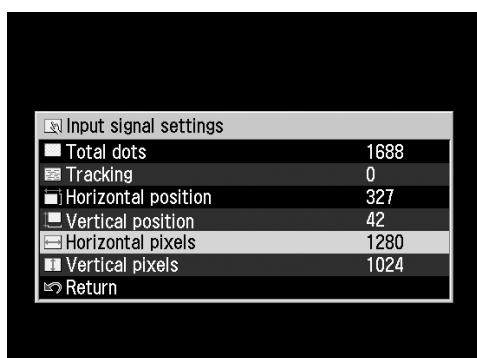 Input signal settings
Total dots 1688
Tracking 0
Horizontal position 327
Vertical position 42
Horizontal pixels 1280
Vertical pixels 1024
Return